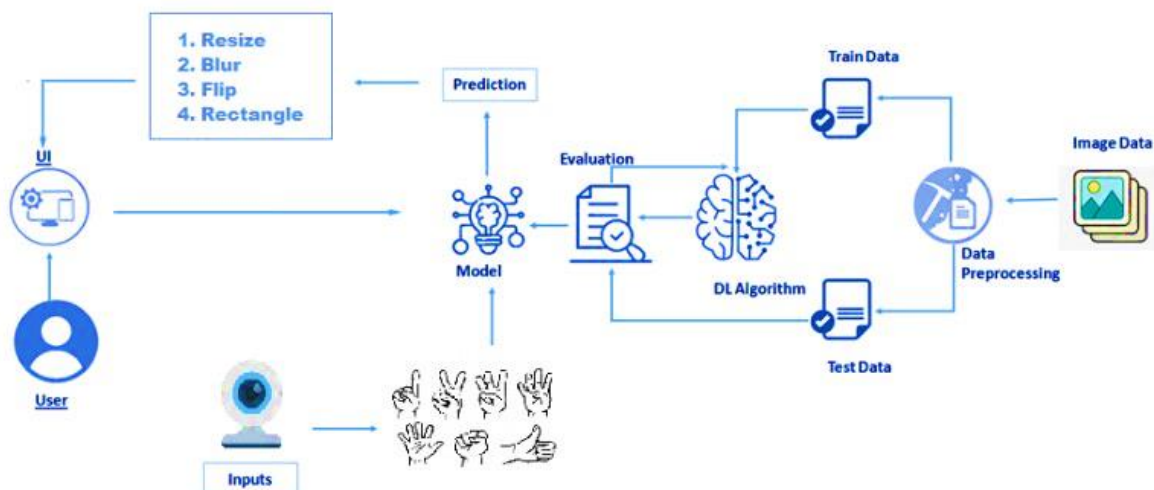 1. Resize
2. Blur
3. Flip
4. Rectangle
Prediction
Train Data
UI
Evaluation
Image Data
Model
DL Algorithm
Data
Preprocessing
User
Test Data
Inputs